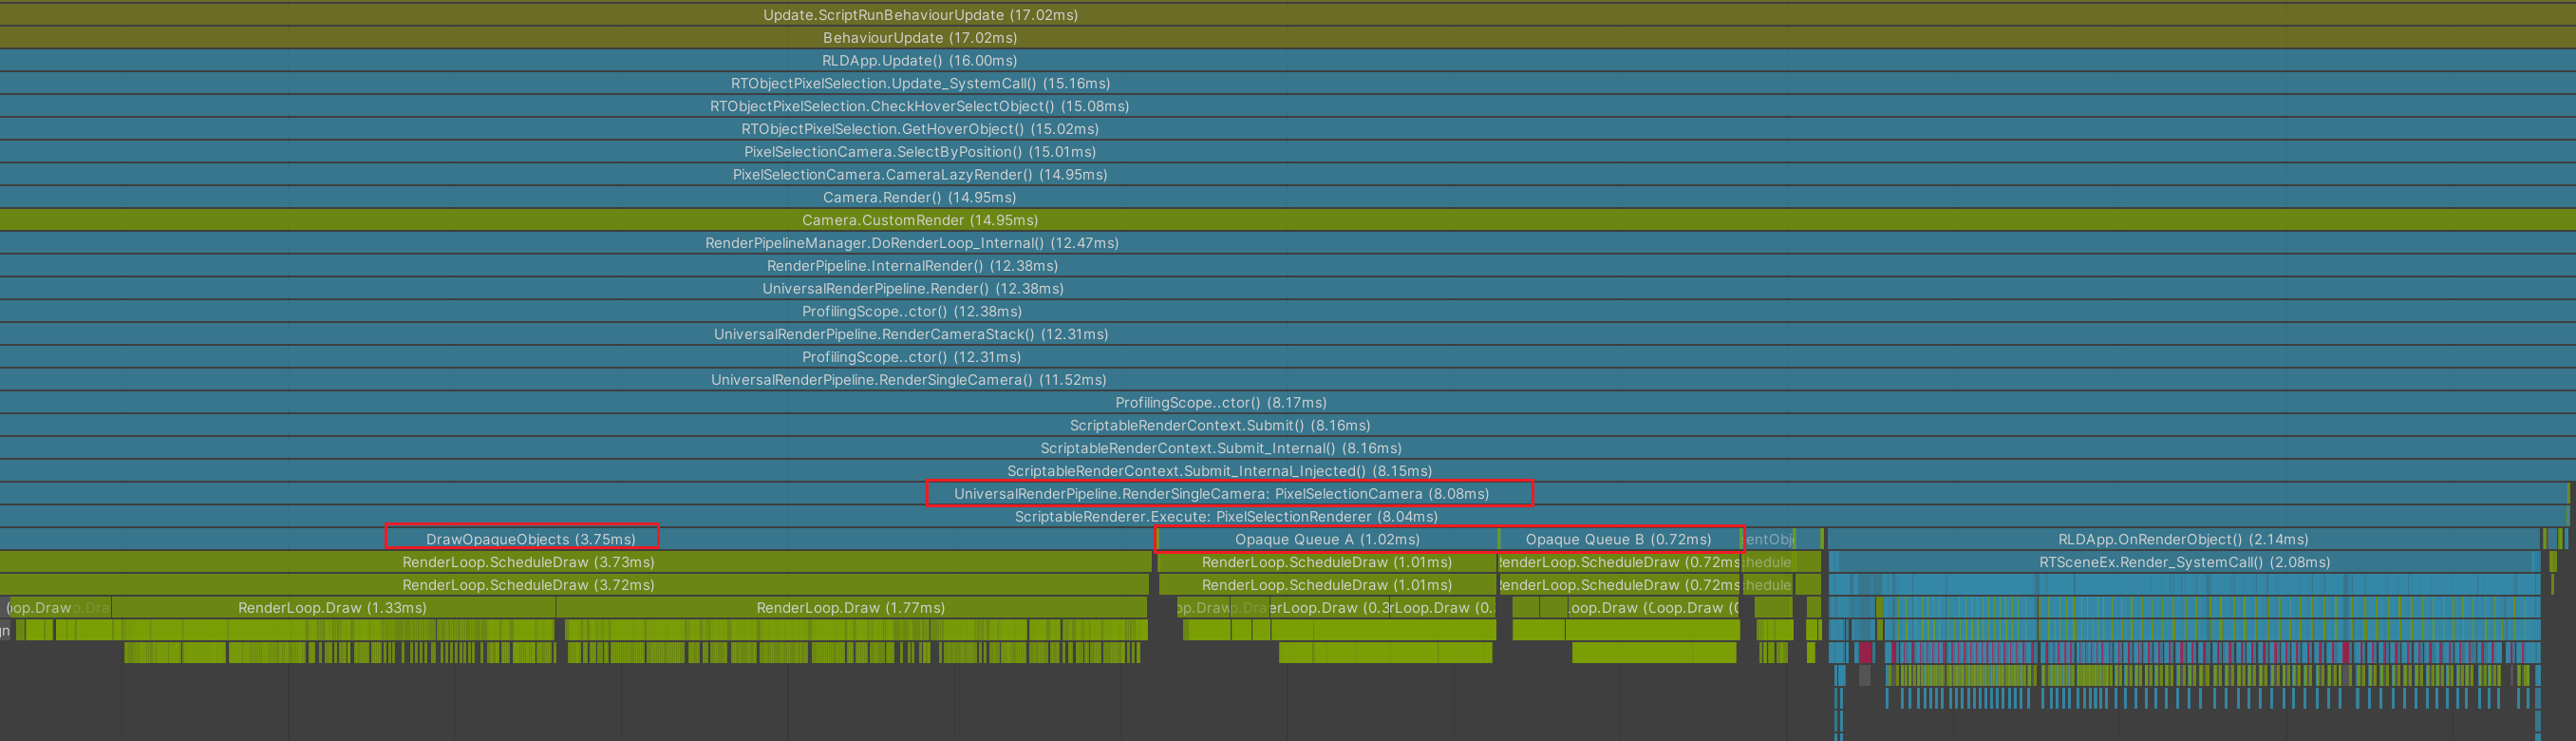 Update.ScriptRunBehaviourUpdate (17.02ms)
BehaviourUpdate (17.02ms)
RLDApp.Update() (16.00ms)
RTObjectPixelSelection.Update_SystemCall() (15.16ms)
RTObjectPixelSelection.CheckHoverSelectObject() (15.08ms)
RTObjectPixelSelection.GetHoverObject() (15.02ms)
PixelSelectionCamera.SelectByPosition() (15.01ms)
PixelSelectionCamera.CameraLazyRender() (14.95ms)
Camera.Render() (14.95ms)
Camera.CustomRender (14.95ms)
RenderPipelineManager.DoRenderLoop_Internal() (12.47ms)
RenderPipeline.InternalRender() (12.38ms)
UniversalRenderPipeline.Render() (12.38ms)
ProfilingScope..ctor() (12.38ms)
UniversalRenderPipeline.RenderCameraStack() (12.31ms)
ProfilingScope..ctor() (12.31ms)
UniversalRenderPipeline.RenderSingleCamera() (11.52ms)
ProfilingScope..ctor() (8.17ms)
ScriptableRenderContext.Submit() (8.16ms)
ScriptableRenderContext.Submit_Internal() (8.16ms)
ScriptableRenderContext.Submit_Internal_Injected() (8.15ms)
UniversalRenderPipeline.RenderSingleCamera: PixelSelectionCamera (8.08ms)
ScriptableRenderer.Execute: PixelSelectionRenderer (8.04ms)
DrawOpaqueObjects (3.75ms) Opaque Queue A (1.02ms) Opaque Queue B (0.72ms) entObj RLDApp.OnRenderObject() (2.14ms)
RenderLoop.ScheduleDraw (3.73ms) RenderLoop.ScheduleDraw (1.01ms) RenderLoop.ScheduleDraw (0.72ms chedule RTSceneEx.Render_SystemCall() (2.08ms)
RenderLoop.ScheduleDraw (3.72ms) RenderLoop.ScheduleDraw (1.01ms) RenderLoop.ScheduleDraw (0.72ms chedule
oop.Draw RenderLoop.Draw (1.33ms) RenderLoop.Draw (1.77ms) op.Draw erLoop.Draw (0.3 rLoop.Draw (0. .oop.Draw (0 oop.Draw (0